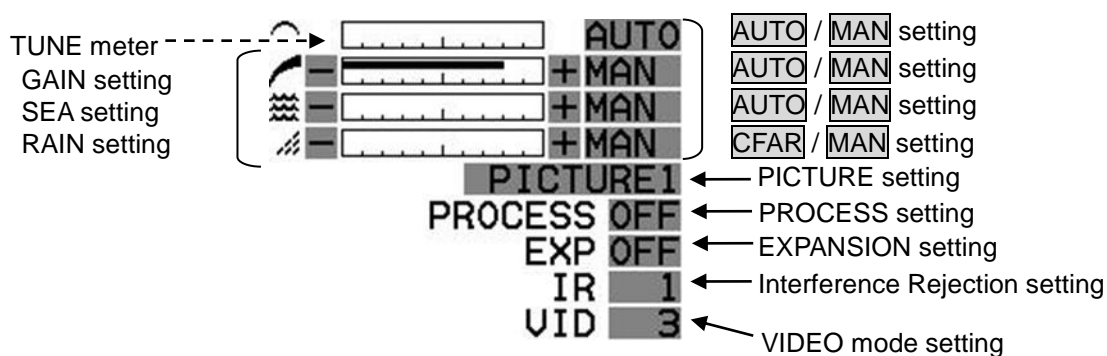 TUNE meter AUTO AUTO / MAN setting
GAIN setting − + MAN AUTO / MAN setting
SEA setting − + MAN AUTO / MAN setting
RAIN setting − + MAN CFAR / MAN setting
PICTURE1 PICTURE setting
PROCESS OFF PROCESS setting
EXP OFF EXPANSION setting
IR 1 Interference Rejection setting
VID 3 VIDEO mode setting